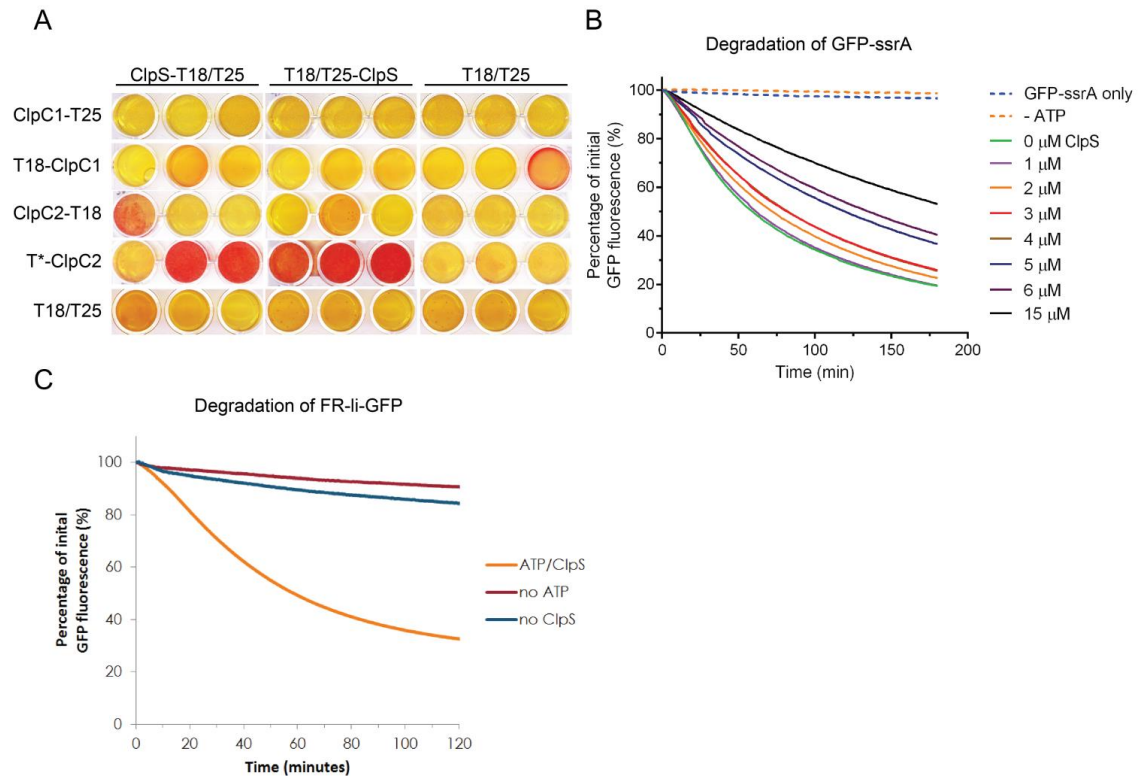 A
ClpS-T18/T25 T18/T25-ClpS T18/T25
ClpC1-T25
T18-ClpC1
ClpC2-T18
T*-ClpC2
T18/T25
B
Degradation of GFP-ssrA
Percentage of initial
GFP fluorescence (%)
100
80
60
40
20
0
0 50 100 150 200
Time (min)
GFP-ssrA only
- ATP
0 µM ClpS
1 µM
2 µM
3 µM
4 µM
5 µM
6 µM
15 µM
C
Degradation of FR-li-GFP
Percentage of inital
GFP fluorescence (%)
100
80
60
40
20
0
0 20 40 60 80 100 120
Time (minutes)
ATP/ClpS
no ATP
no ClpS